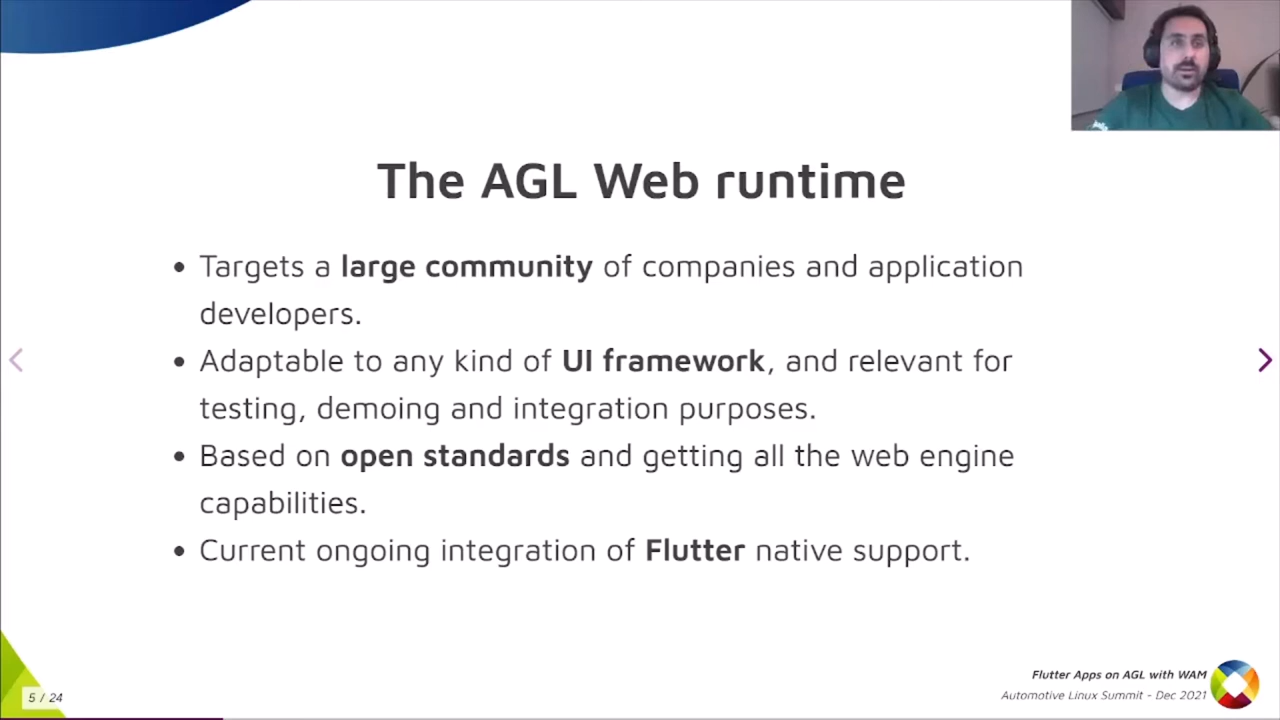 The AGL Web runtime
• Targets a large community of companies and application
developers.
• Adaptable to any kind of UI framework, and relevant for
testing, demoing and integration purposes.
• Based on open standards and getting all the web engine
capabilities.
• Current ongoing integration of Flutter native support.
5 / 24
Flutter Apps on AGL with WAM
Automotive Linux Summit - Dec 2021